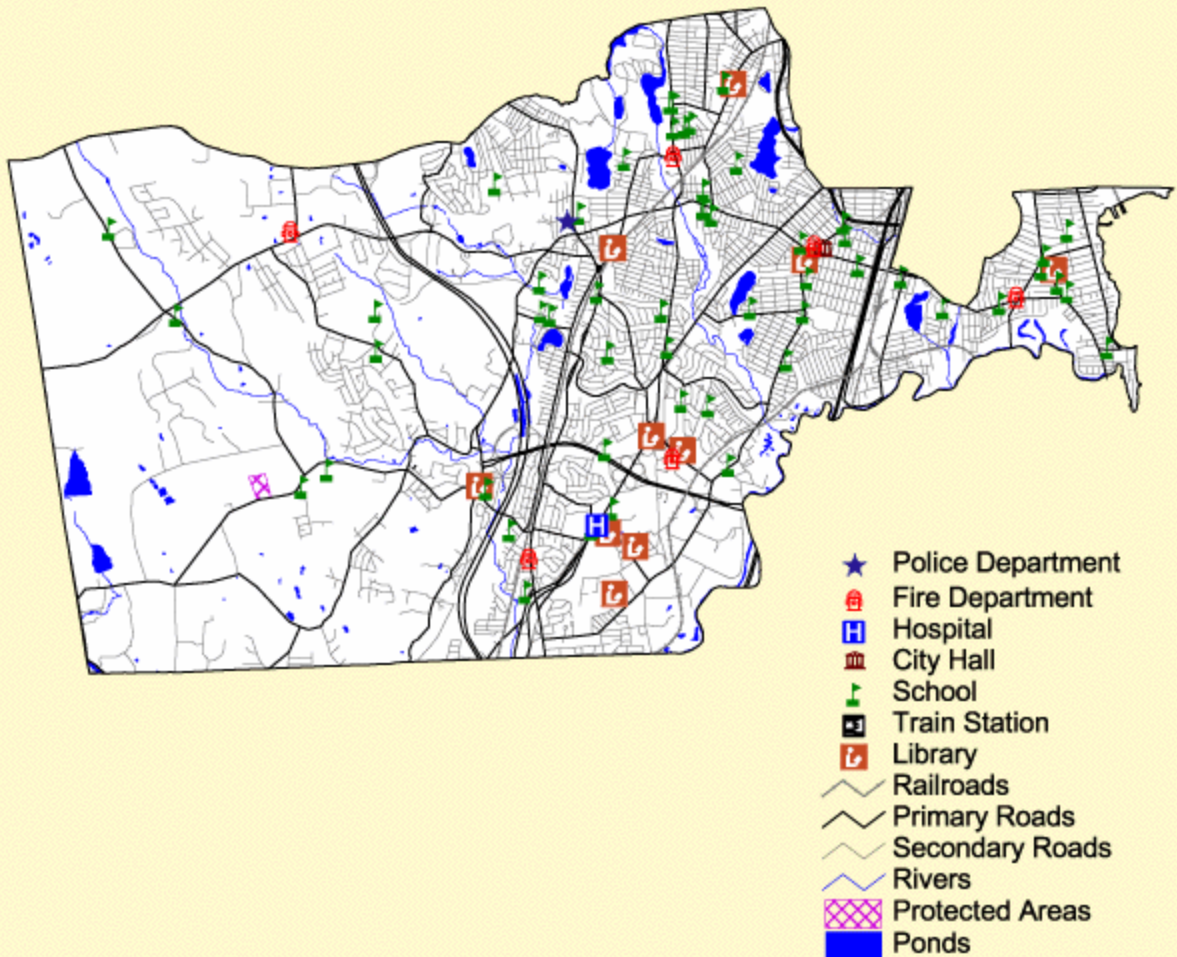 Police Department
Fire Department
H Hospital
City Hall
School
Train Station
Library
Railroads
Primary Roads
Secondary Roads
Rivers
Protected Areas
Ponds
H